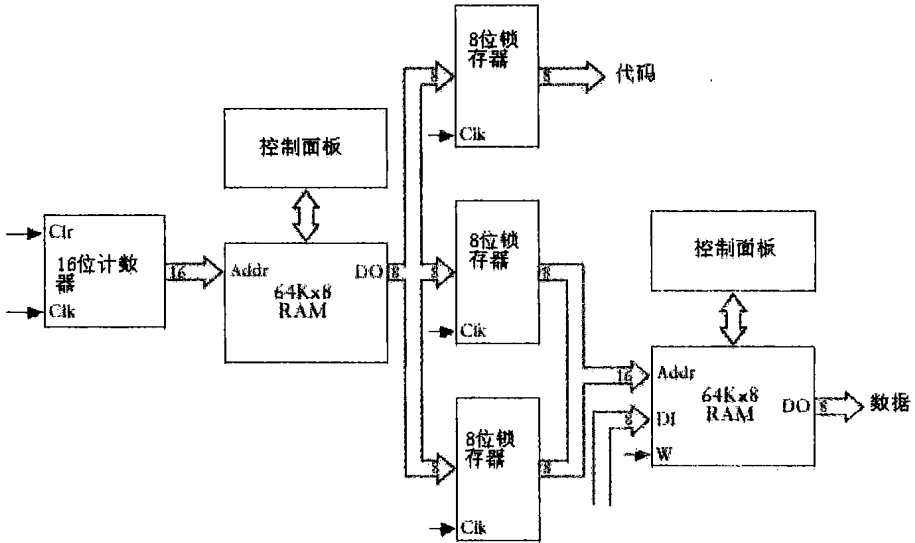 8位锁
存器
8
8
代码
Clk
控制面板
Clr
16位计数
器
Clk
16
Addr
DO
8
64Kx8
RAM
8
8位锁
存器
8
Clk
控制面板
8
8位锁
存器
8
Clk
16
Addr
DI
W
64Kx8
RAM
DO
8
数据